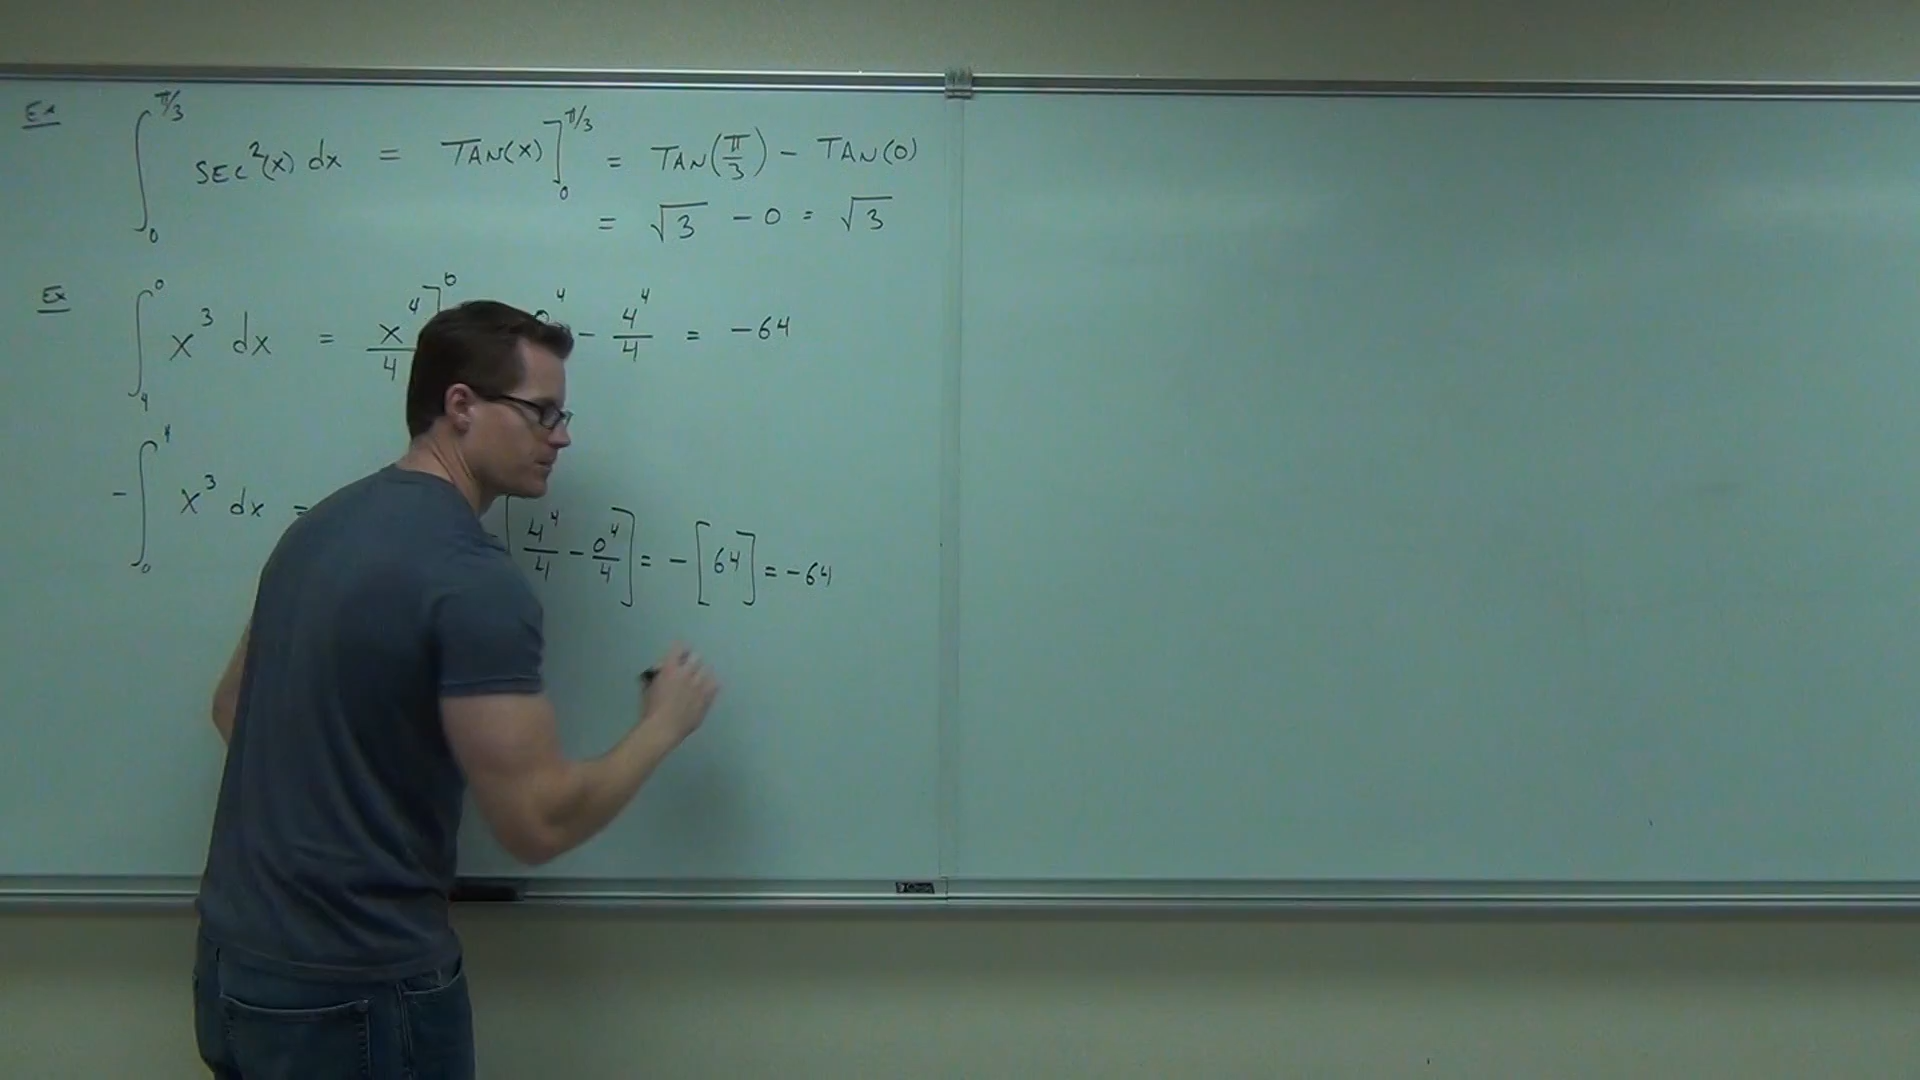 Ex ∫₀^{π/3} SEC²(x) dx = TAN(x)]₀^{π/3} = TAN(π/3) − TAN(0)
= √3 − 0 = √3
Ex ∫₄⁰ x³ dx = x⁴/4]⁰ 0⁴ − 4⁴/4 = −64
−∫₀⁴ x³ dx = [4⁴/4 − 0⁴/4] = −[64] = −64